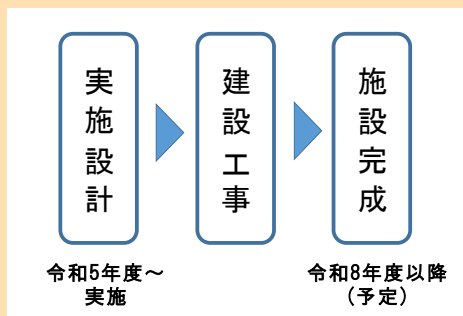 実施設計
建設工事
施設完成
令和5年度～
実施
令和8年度以降
(予定)